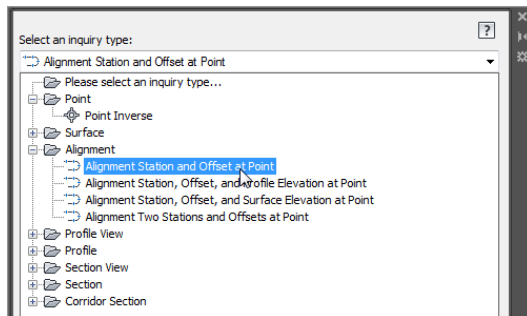 ?
Select an inquiry type:
Alignment Station and Offset at Point
Please select an inquiry type...
Point
Point Inverse
Surface
Alignment
Alignment Station and Offset at Point
Alignment Station, Offset, and Profile Elevation at Point
Alignment Station, Offset, and Surface Elevation at Point
Alignment Two Stations and Offsets at Point
Profile View
Profile
Section View
Section
Corridor Section